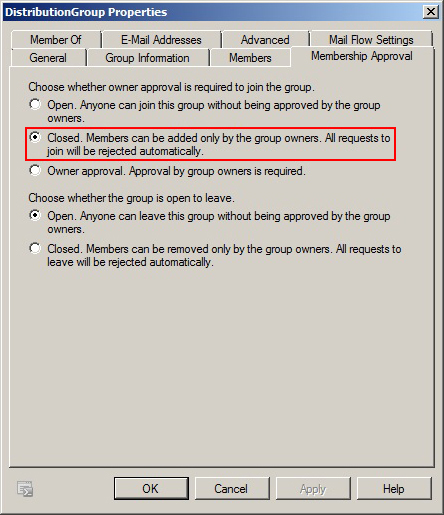 DistributionGroup Properties
Member Of
E-Mail Addresses
Advanced
Mail Flow Settings
General
Group Information
Members
Membership Approval
Choose whether owner approval is required to join the group.
Open. Anyone can join this group without being approved by the group
owners.
Closed. Members can be added only by the group owners. All requests to
join will be rejected automatically.
Owner approval. Approval by group owners is required.
Choose whether the group is open to leave.
Open. Anyone can leave this group without being approved by the group
owners.
Closed. Members can be removed only by the group owners. All requests to
leave will be rejected automatically.
OK
Cancel
Apply
Help